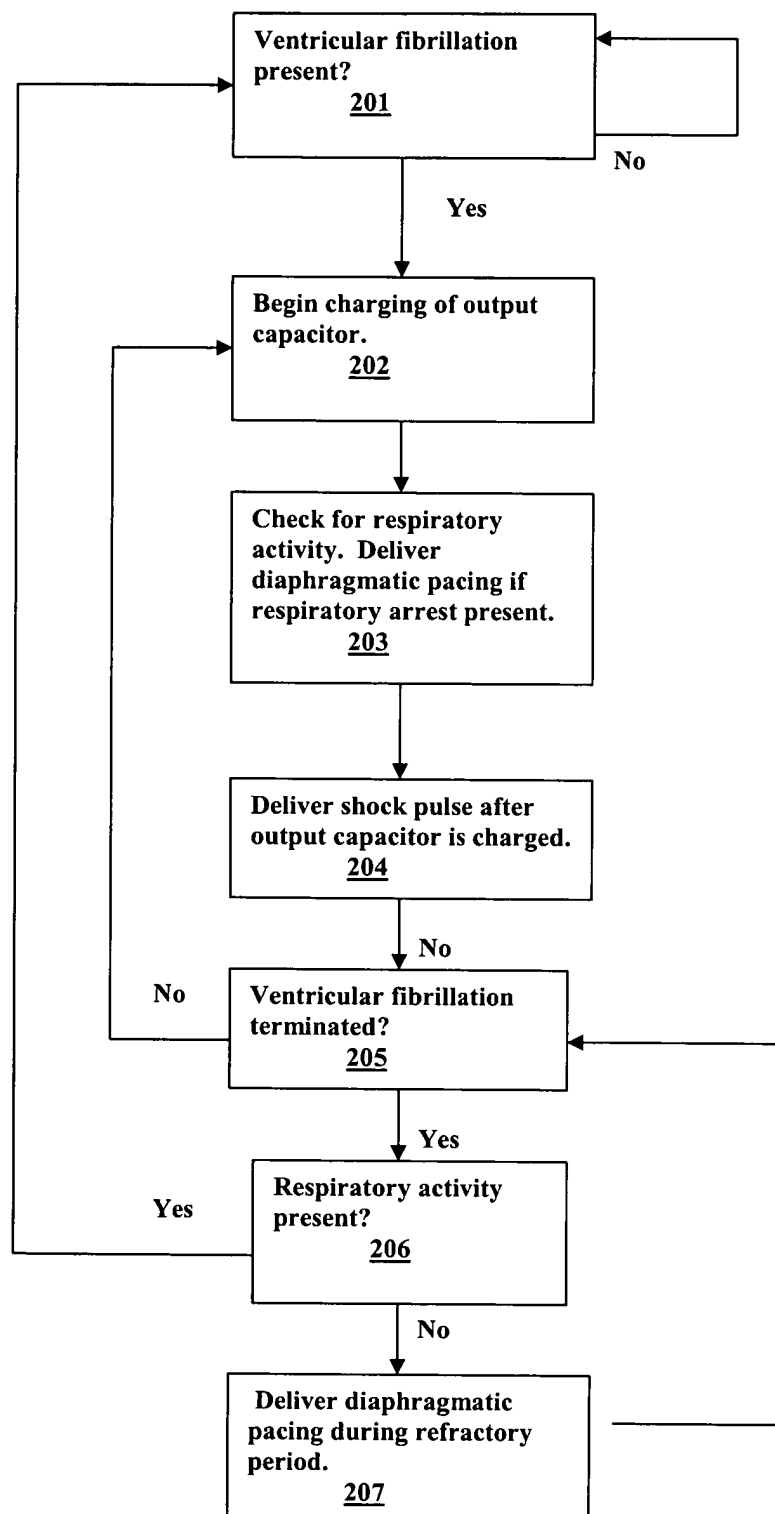 Ventricular fibrillation
present?
201
No
Yes
Begin charging of output
capacitor.
202
Check for respiratory
activity. Deliver
diaphragmatic pacing if
respiratory arrest present.
203
Deliver shock pulse after
output capacitor is charged.
204
No
No
Ventricular fibrillation
terminated?
205
Yes
Yes
Respiratory activity
present?
206
No
Deliver diaphragmatic
pacing during refractory
period.
207